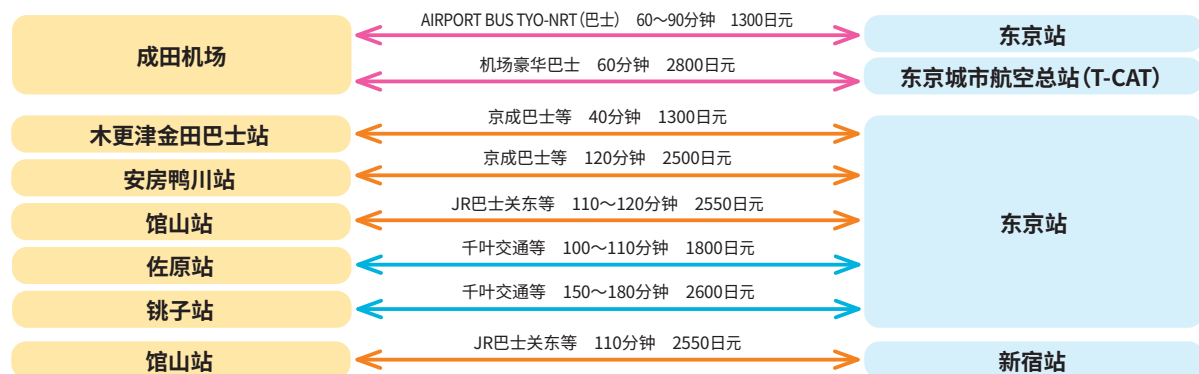 成田机场
AIRPORT BUS TYO-NRT（巴士） 60～90分钟 1300日元
东京站
机场豪华巴士 60分钟 2800日元
东京城市航空总站（T-CAT）
木更津金田巴士站
京成巴士等 40分钟 1300日元
安房鸭川站
京成巴士等 120分钟 2500日元
馆山站
JR巴士关东等 110～120分钟 2550日元
东京站
佐原站
千叶交通等 100～110分钟 1800日元
铫子站
千叶交通等 150～180分钟 2600日元
馆山站
JR巴士关东等 110分钟 2550日元
新宿站